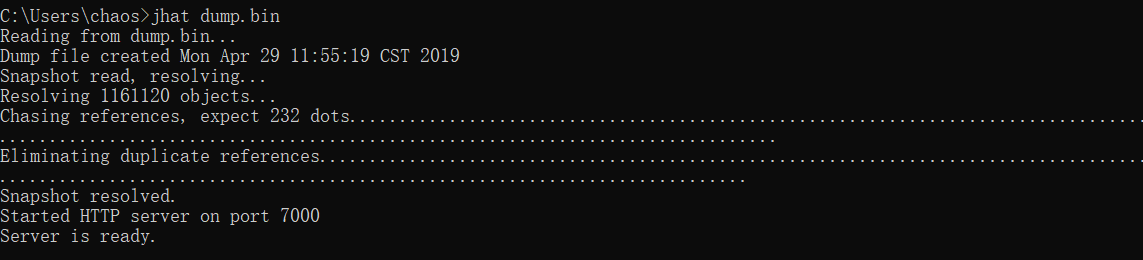 C:\Users\chaos>jhat dump.bin
Reading from dump.bin...
Dump file created Mon Apr 29 11:55:19 CST 2019
Snapshot read, resolving...
Resolving 1161120 objects...
Chasing references, expect 232 dots...............................................................................
..............................................................................
Eliminating duplicate references..................................................................................
...........................................................................
Snapshot resolved.
Started HTTP server on port 7000
Server is ready.